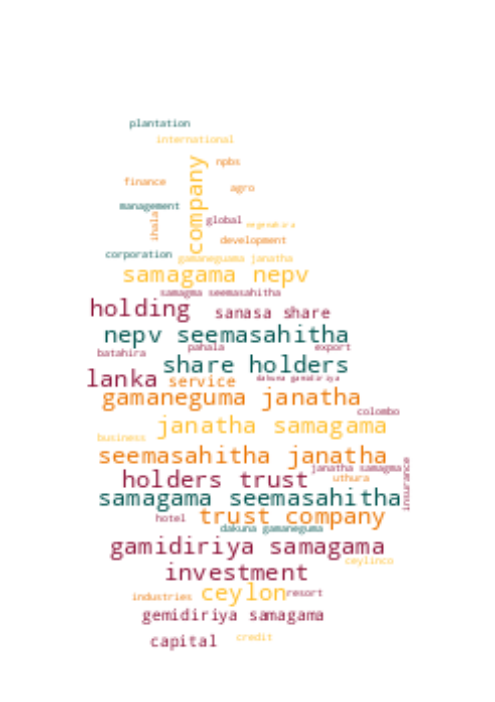 plantation
international
company
npbs
finance
agro
management
ihala
global
development
corporation
gamaneguama janatha
samagama nepv
samagma seemasahitha
holding
sanasa share
nepv seemasahitha
batahira
pahala
export
share holders
lanka
service
dakuna gamidiriya
gamaneguma janatha
colombo
janatha samagama
business
seemasahitha janatha
insurance
janatha samagma
holders trust
uthura
samagama seemasahitha
hotel
trust company
dakuna gamaneguma
gamidiriya samagama
ceylinco
investment
industries
ceylon
resort
gemidiriya samagama
capital
credit